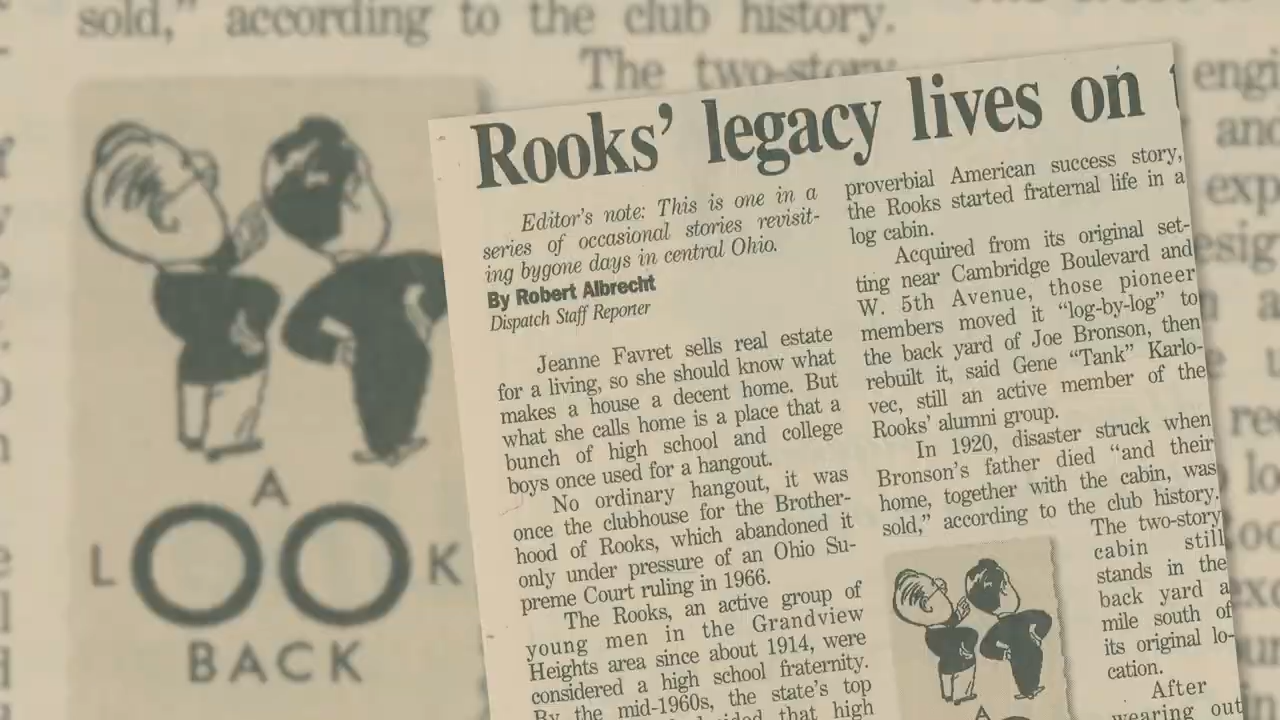 sold,” according to the club history.
The two-story
A
LOOK
BACK
Rooks’ legacy lives on
Editor’s note: This is one in a
series of occasional stories revisit-
ing bygone days in central Ohio.
By Robert Albrecht
Dispatch Staff Reporter
Jeanne Favret sells real estate
for a living, so she should know what
makes a house a decent home. But
what she calls home is a place that a
bunch of high school and college
boys once used for a hangout.
No ordinary hangout, it was
once the clubhouse for the Brother-
hood of Rooks, which abandoned it
only under pressure of an Ohio Su-
preme Court ruling in 1966.
The Rooks, an active group of
young men in the Grandview
Heights area since about 1914, were
considered a high school fraternity.
By the mid-1960s, the state’s top
that high
proverbial American success story,
the Rooks started fraternal life in a
log cabin.
Acquired from its original set-
ting near Cambridge Boulevard and
W. 5th Avenue, those pioneer
members moved it “log-by-log” to
the back yard of Joe Bronson, then
rebuilt it, said Gene “Tank” Karlo-
vec, still an active member of the
Rooks’ alumni group.
In 1920, disaster struck when
Bronson’s father died “and their
home, together with the cabin, was
sold,” according to the club history.
The two-story
cabin still
stands in the
back yard a
mile south of
its original lo-
cation.
After
wearing out
A